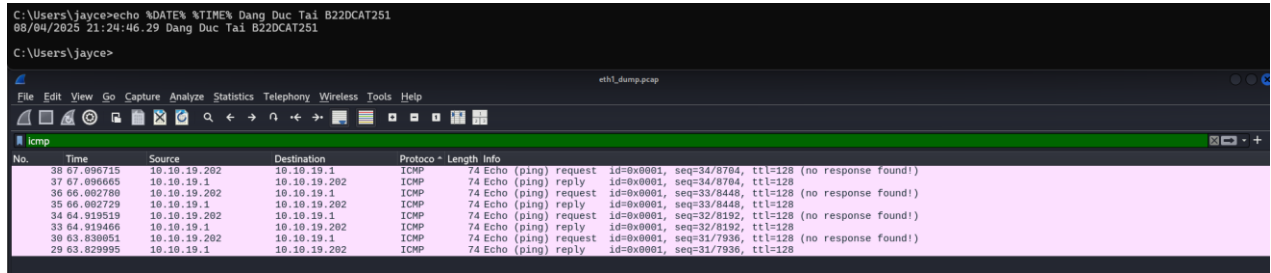 C:\Users\jayce>echo %DATE% %TIME% Dang Duc Tai B22DCAT251
08/04/2025 21:24:46.29 Dang Duc Tai B22DCAT251
C:\Users\jayce>
eth1_dump.pcap
File Edit View Go Capture Analyze Statistics Telephony Wireless Tools Help
icmp
No. Time Source Destination Protoco Length Info
38 67.096715 10.10.19.202 10.10.19.1 ICMP 74 Echo (ping) request id=0x0001, seq=34/8704, ttl=128 (no response found!)
37 67.096665 10.10.19.1 10.10.19.202 ICMP 74 Echo (ping) reply id=0x0001, seq=34/8704, ttl=128
36 66.002780 10.10.19.202 10.10.19.1 ICMP 74 Echo (ping) request id=0x0001, seq=33/8448, ttl=128 (no response found!)
35 66.002729 10.10.19.1 10.10.19.202 ICMP 74 Echo (ping) reply id=0x0001, seq=33/8448, ttl=128
34 64.919519 10.10.19.202 10.10.19.1 ICMP 74 Echo (ping) request id=0x0001, seq=32/8192, ttl=128 (no response found!)
33 64.919466 10.10.19.1 10.10.19.202 ICMP 74 Echo (ping) reply id=0x0001, seq=32/8192, ttl=128
30 63.830051 10.10.19.202 10.10.19.1 ICMP 74 Echo (ping) request id=0x0001, seq=31/7936, ttl=128 (no response found!)
29 63.829995 10.10.19.1 10.10.19.202 ICMP 74 Echo (ping) reply id=0x0001, seq=31/7936, ttl=128